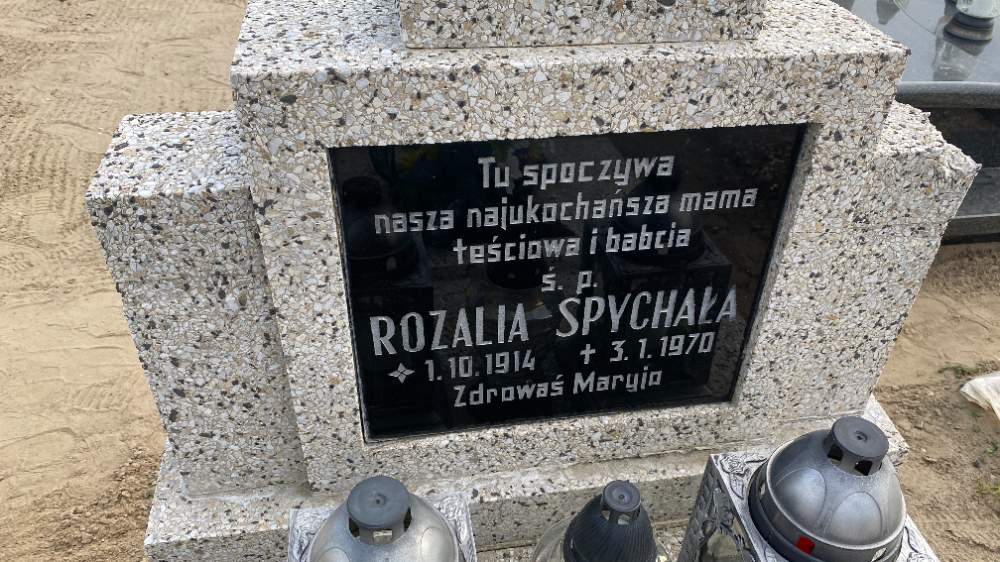 Tu spoczywa
nasza najukochańsza mama
teściowa i babcia
ś. p.
ROZALIA SPYCHAŁA
1.10.1914 3.1.1970
Zdrowaś Maryjo